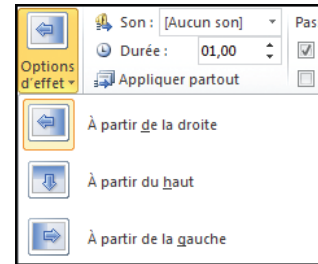 Son : [Aucun son] Pas
Durée : 01,00
Options d'effet
Appliquer partout
À partir de la droite
À partir du haut
À partir de la gauche